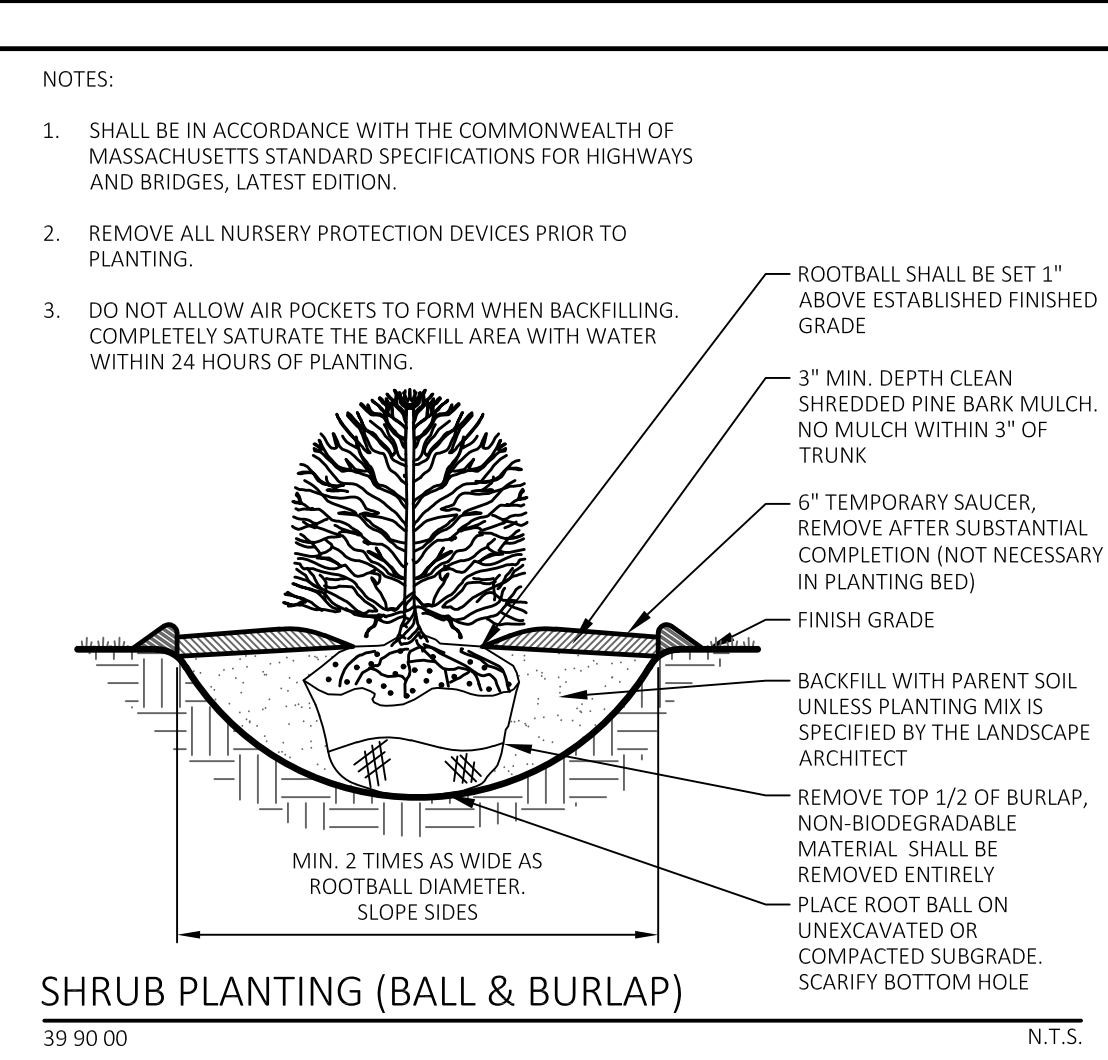 NOTES:
1. SHALL BE IN ACCORDANCE WITH THE COMMONWEALTH OF
MASSACHUSETTS STANDARD SPECIFICATIONS FOR HIGHWAYS
AND BRIDGES, LATEST EDITION.
2. REMOVE ALL NURSERY PROTECTION DEVICES PRIOR TO
PLANTING.
3. DO NOT ALLOW AIR POCKETS TO FORM WHEN BACKFILLING.
COMPLETELY SATURATE THE BACKFILL AREA WITH WATER
WITHIN 24 HOURS OF PLANTING.
ROOTBALL SHALL BE SET 1"
ABOVE ESTABLISHED FINISHED
GRADE
3" MIN. DEPTH CLEAN
SHREDDED PINE BARK MULCH.
NO MULCH WITHIN 3" OF
TRUNK
6" TEMPORARY SAUCER,
REMOVE AFTER SUBSTANTIAL
COMPLETION (NOT NECESSARY
IN PLANTING BED)
FINISH GRADE
BACKFILL WITH PARENT SOIL
UNLESS PLANTING MIX IS
SPECIFIED BY THE LANDSCAPE
ARCHITECT
REMOVE TOP 1/2 OF BURLAP,
NON-BIODEGRADABLE
MATERIAL SHALL BE
REMOVED ENTIRELY
PLACE ROOT BALL ON
UNEXCAVATED OR
COMPACTED SUBGRADE.
SCARIFY BOTTOM HOLE
MIN. 2 TIMES AS WIDE AS
ROOTBALL DIAMETER.
SLOPE SIDES
SHRUB PLANTING (BALL & BURLAP)
39 90 00
N.T.S.